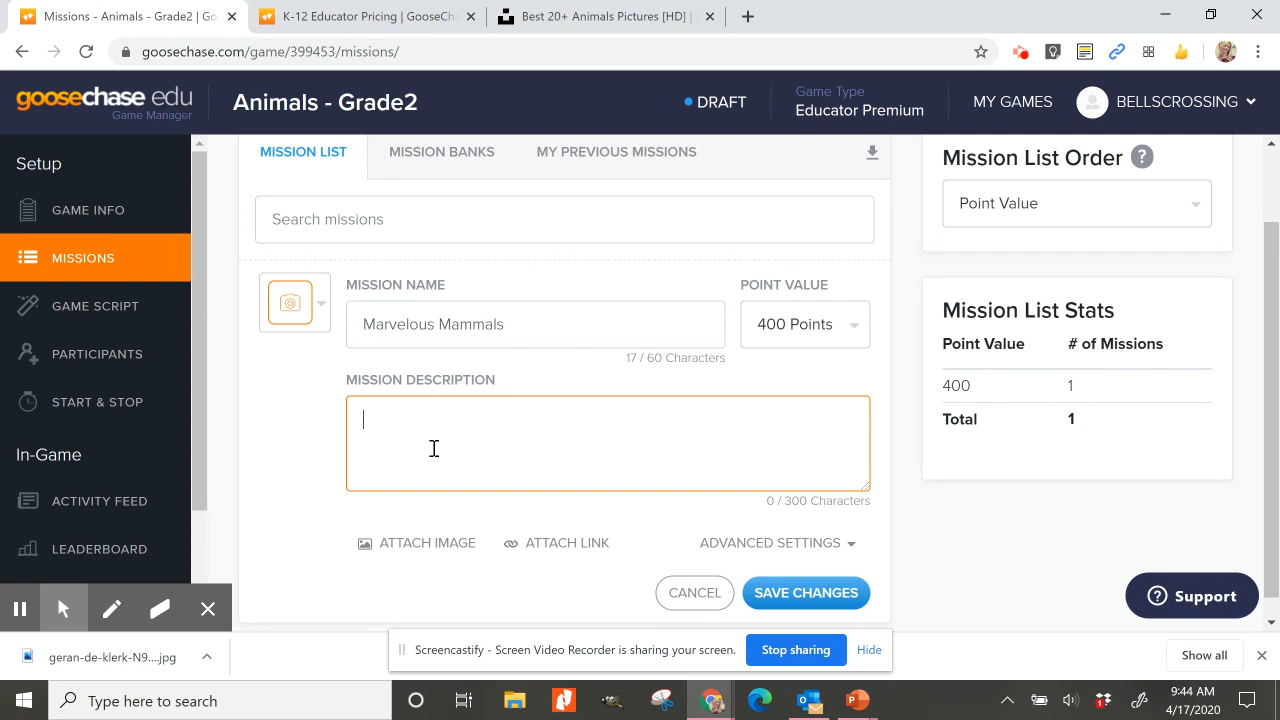 Missions - Animals - Grade2 | Go
K-12 Educator Pricing | GooseCha
Best 20+ Animals Pictures [HD] |
goosechase.com/game/399453/missions/
goosechase edu
Game Manager
Animals - Grade2
DRAFT
Game Type
Educator Premium
MY GAMES
BELLSCROSSING
Setup
GAME INFO
MISSIONS
GAME SCRIPT
PARTICIPANTS
START & STOP
In-Game
ACTIVITY FEED
LEADERBOARD
MISSION LIST
MISSION BANKS
MY PREVIOUS MISSIONS
Search missions
MISSION NAME
POINT VALUE
Marvelous Mammals
400 Points
17 / 60 Characters
MISSION DESCRIPTION
0 / 300 Characters
ATTACH IMAGE
ATTACH LINK
ADVANCED SETTINGS
CANCEL
SAVE CHANGES
Mission List Order ?
Point Value
Mission List Stats
Point Value # of Missions
400 1
Total 1
? Support
geran-de-klerk-N9....jpg
Screencastify - Screen Video Recorder is sharing your screen.
Stop sharing
Hide
Show all
Type here to search
9:44 AM
4/17/2020